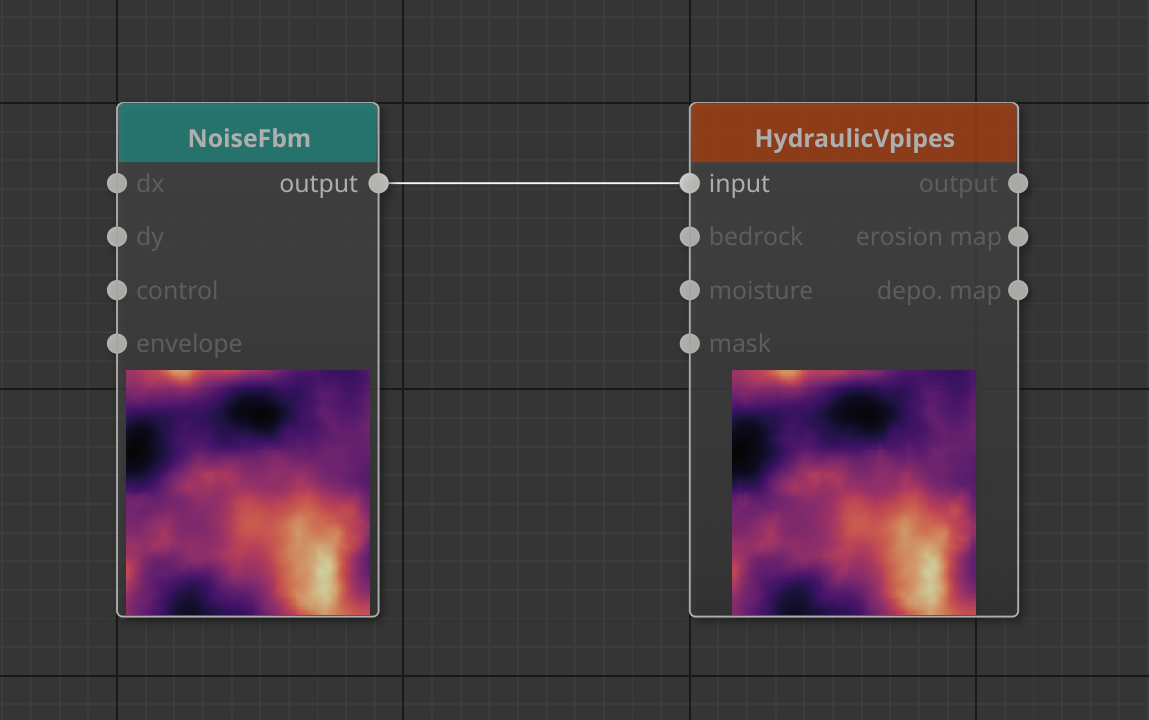 NoiseFbm
dx
output
dy
control
envelope
HydraulicVpipes
input
output
bedrock
erosion map
moisture
depo. map
mask